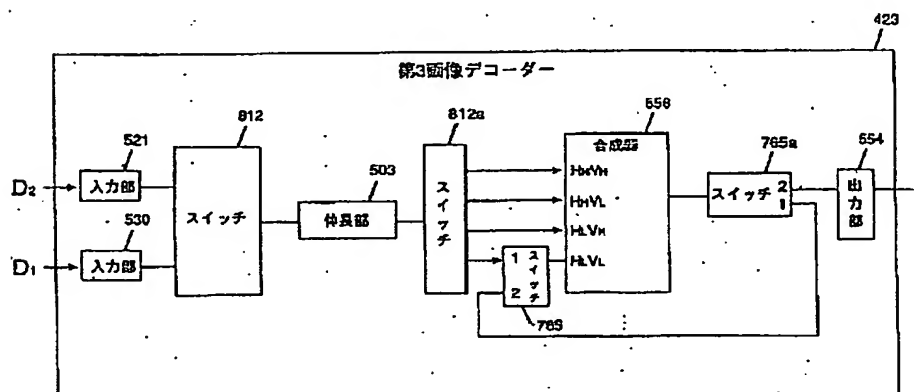 423
第3画像デコーダー
812
812a
556
765a
554
521
503
合成器
D2
入力部
スイッチ
伸長部
スイッチ
HHVH
HHVL
HLVH
HLVL
スイッチ
2
1
出力部
530
D1
入力部
1
2
スイッチ
765